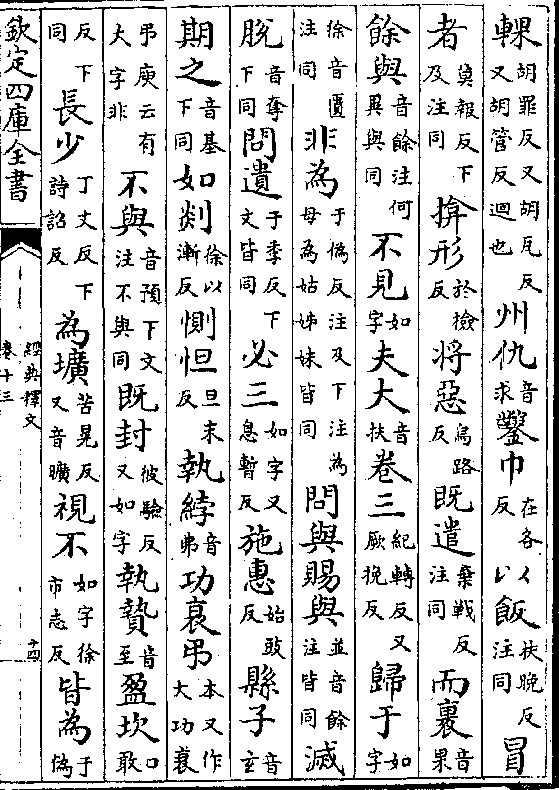 輠胡罪反又胡瓦反又胡管反迴也州仇音求鑿巾在各反以飯扶晚反注同冒
者莫報反下及注同揜形於檢反將惡烏路反既遣棄戰反注同而裹音果
餘與音餘注何異與同不見如字夫大音扶卷三紀轉反又厥挽反歸于如字
徐音匱注同非為于偽反注及下注為母為姑姊妹皆同問與賜與並音餘注皆同滅
脫音奪下同問遺于季反下文皆同必三如字又息暫反施惠始豉反縣子音玄
期之音基下同如剡徐以漸反惻怛旦末反執紼音弗功衰弔本又作大功衰
弔庾云有大字非不與音預下文注不與同既封彼驗反又如字執贄音至盈坎口敢
反下同長少丁丈反下詩詔反為壙苦晃反又音曠視不如字徐市志反皆為于偽
欽定四庫全書
經典釋文
卷十三
十四